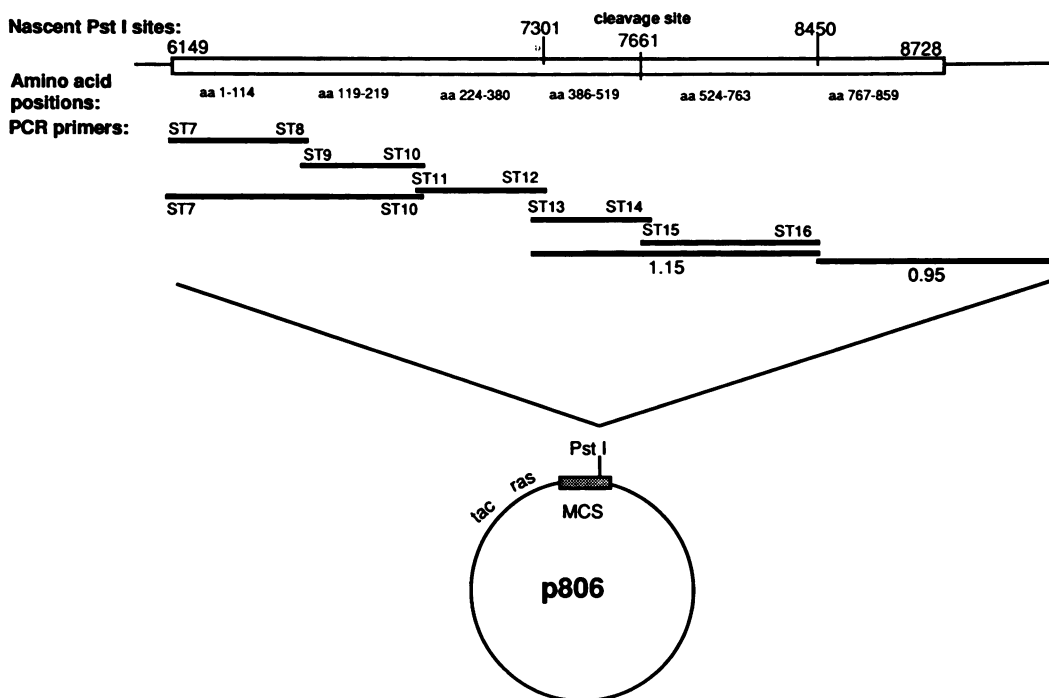 cleavage site
Nascent Pst I sites:
6149 7301 7661 8450 8728
Amino acid
positions:
aa 1-114 aa 119-219 aa 224-380 aa 386-519 aa 524-763 aa 767-859
PCR primers:
ST7 ST8
ST9 ST10
ST11 ST12
ST7 ST10
ST13 ST14
ST15 ST16
1.15 0.95
Pst I
tac ras
MCS
p806